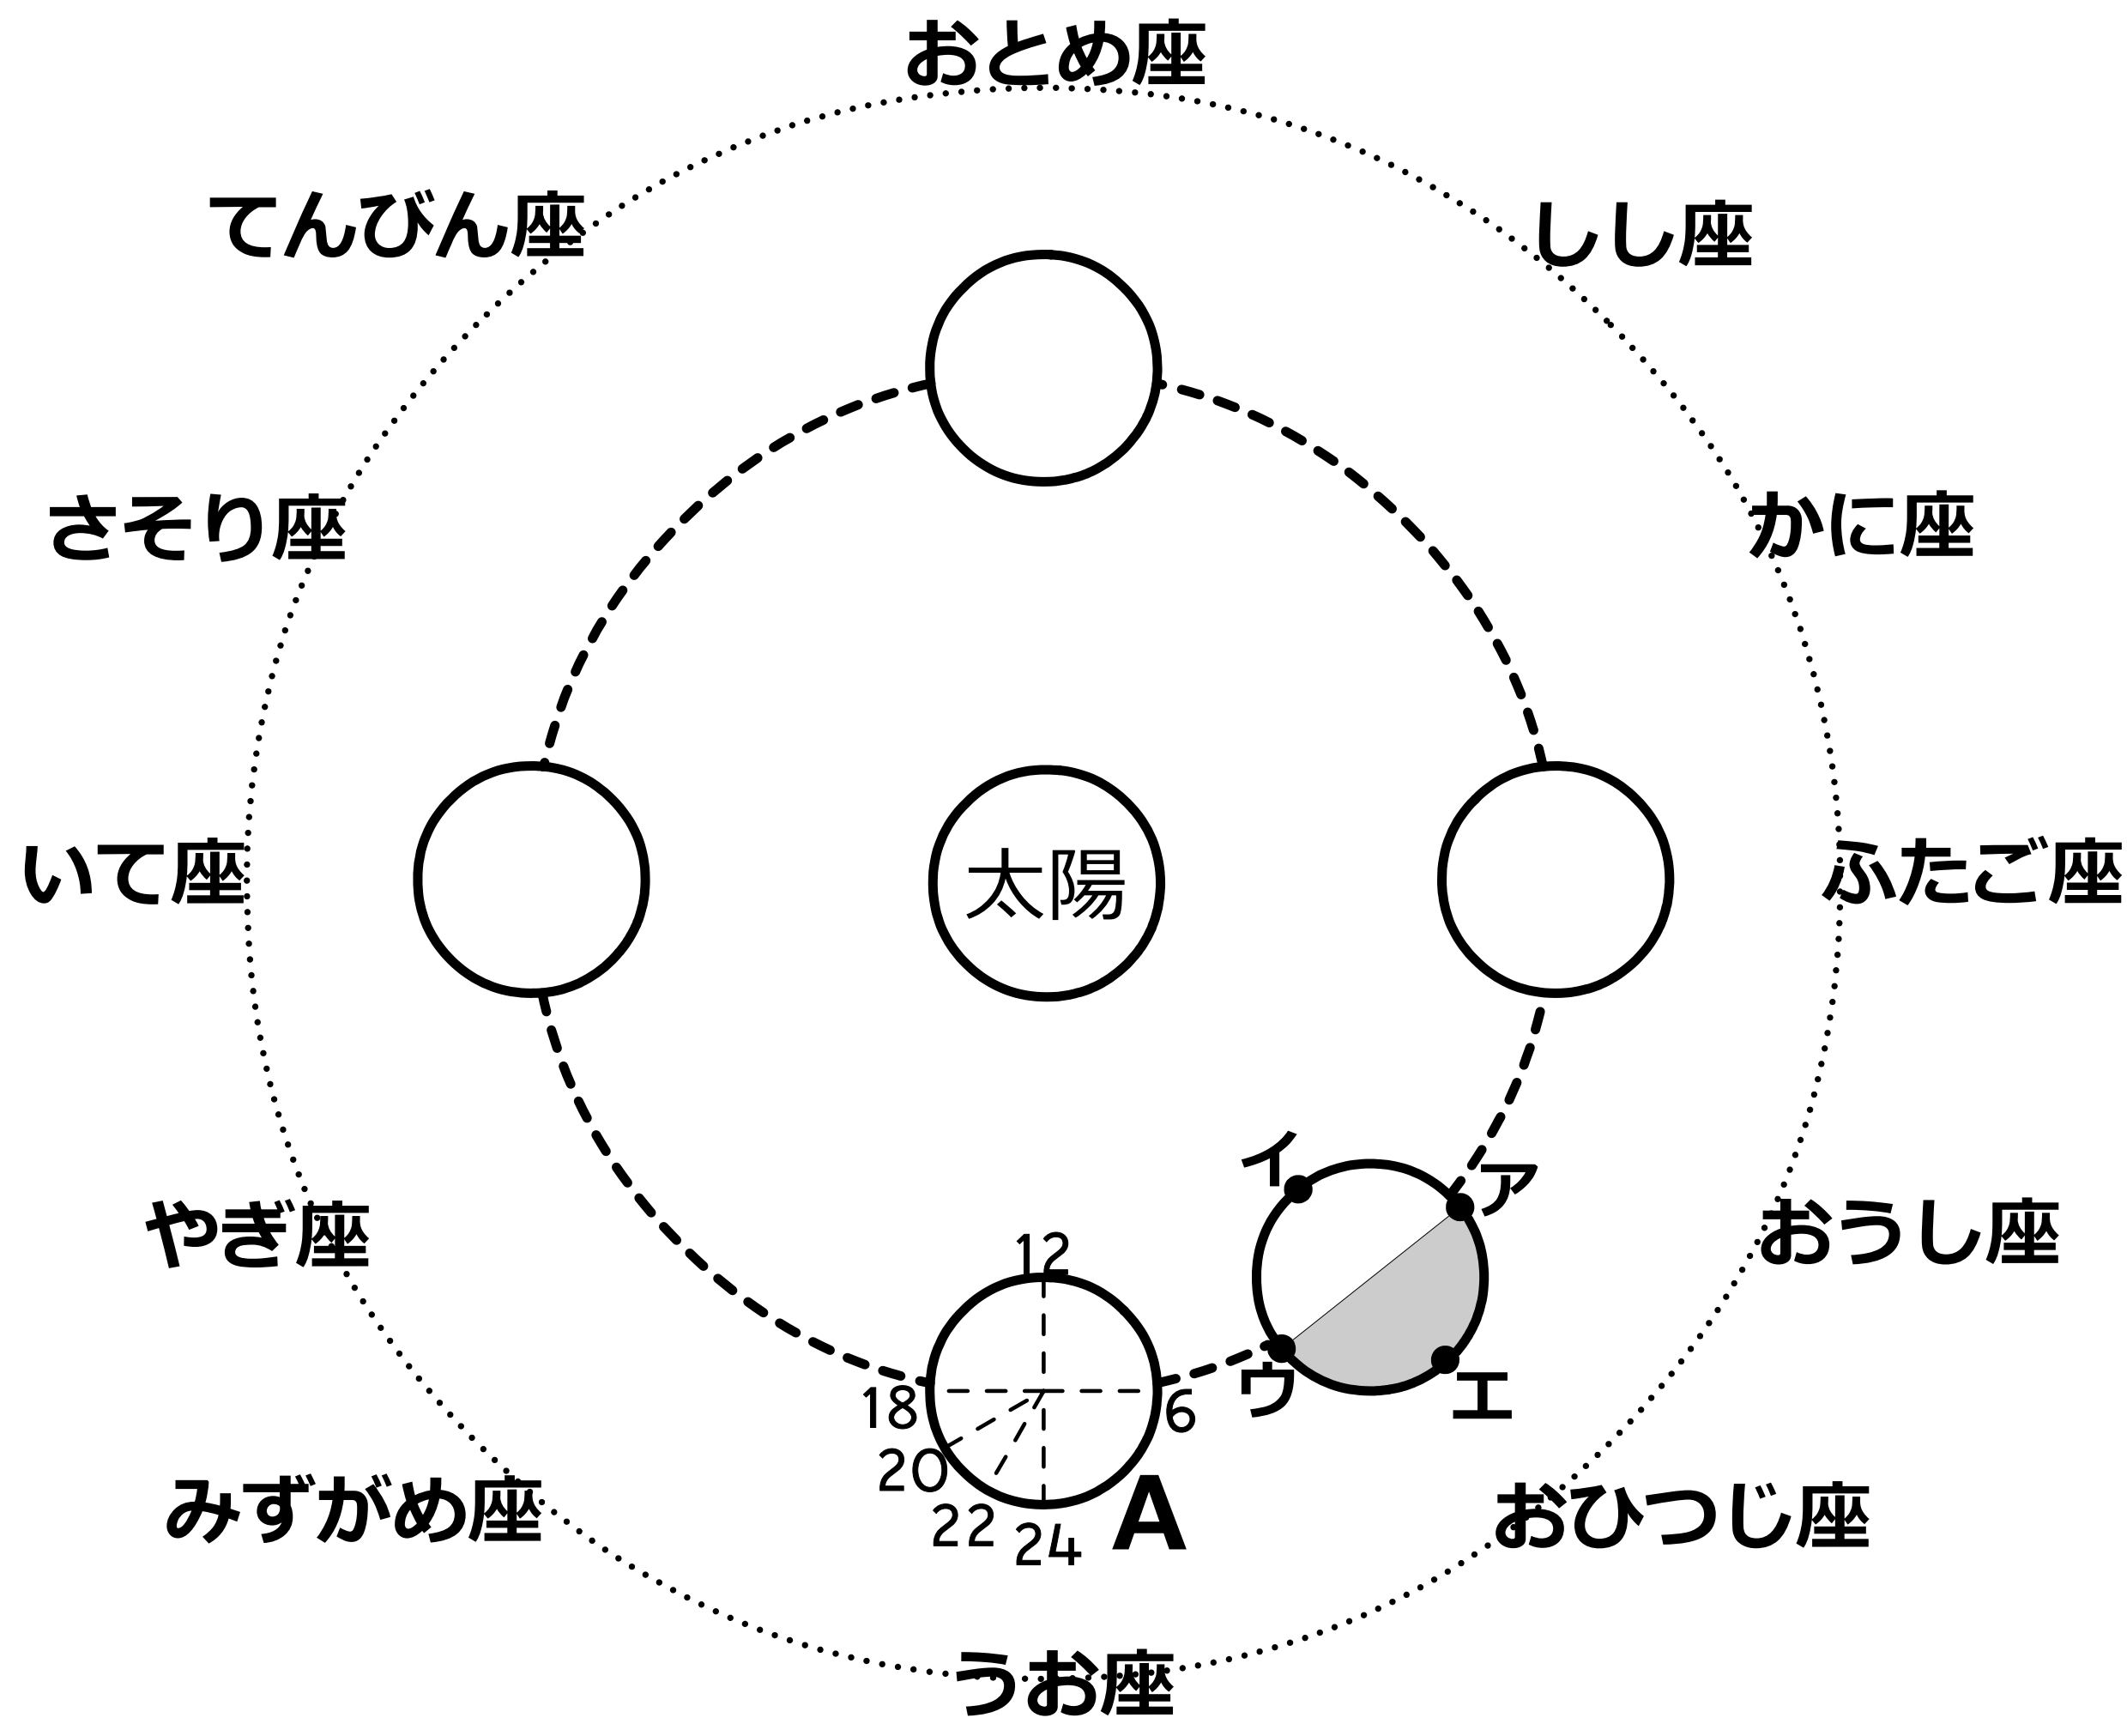 おとめ座
てんびん座
しし座
さそり座
かに座
いて座
太陽
ふたご座
イ
ア
やぎ座
おうし座
12
18
6
ウ
エ
20
みずがめ座
22
24
A
おひつじ座
うお座